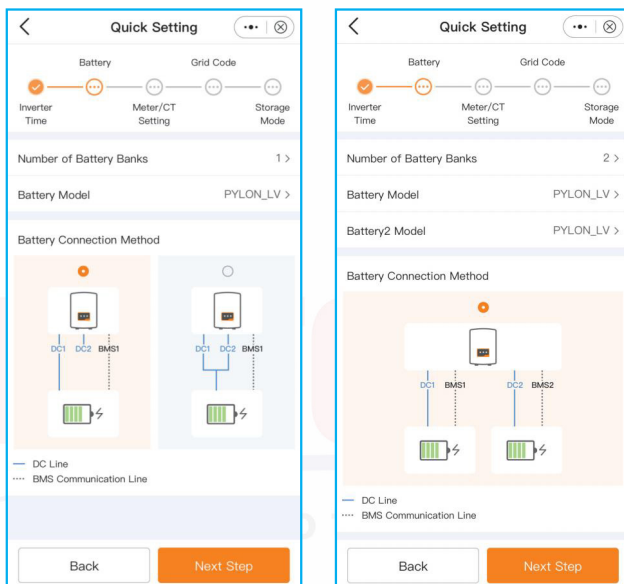 Quick Setting
Battery Grid Code
Inverter Time Meter/CT Setting Storage Mode
Number of Battery Banks 1 >
Battery Model PYLON_LV >
Battery Connection Method
DC1 DC2 BMS1
DC1 DC2 BMS1
DC Line
BMS Communication Line
Back Next Step
Quick Setting
Battery Grid Code
Inverter Time Meter/CT Setting Storage Mode
Number of Battery Banks 2 >
Battery Model PYLON_LV >
Battery2 Model PYLON_LV >
Battery Connection Method
DC1 BMS1 DC2 BMS2
DC Line
BMS Communication Line
Back Next Step